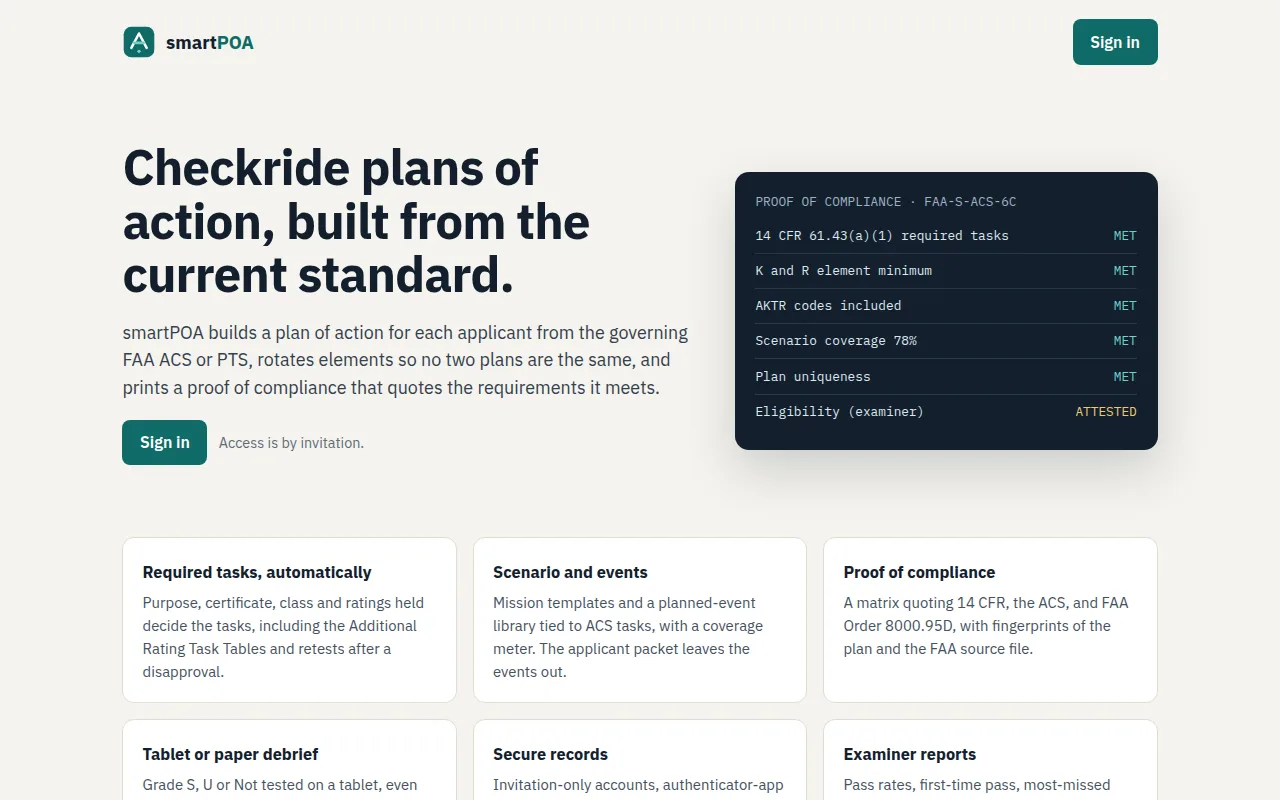 smartPOA
Sign in
Checkride plans of
action, built from the
current standard.
smartPOA builds a plan of action for each applicant from the governing
FAA ACS or PTS, rotates elements so no two plans are the same, and
prints a proof of compliance that quotes the requirements it meets.
Sign in
Access is by invitation.
PROOF OF COMPLIANCE · FAA-S-ACS-6C
14 CFR 61.43(a)(1) required tasks MET
K and R element minimum MET
AKTR codes included MET
Scenario coverage 78% MET
Plan uniqueness MET
Eligibility (examiner) ATTESTED
Required tasks, automatically
Purpose, certificate, class and ratings held
decide the tasks, including the Additional
Rating Task Tables and retests after a
disapproval.
Scenario and events
Mission templates and a planned-event
library tied to ACS tasks, with a coverage
meter. The applicant packet leaves the
events out.
Proof of compliance
A matrix quoting 14 CFR, the ACS, and FAA
Order 8000.95D, with fingerprints of the
plan and the FAA source file.
Tablet or paper debrief
Grade S, U or Not tested on a tablet, even
Secure records
Invitation-only accounts, authenticator-app
Examiner reports
Pass rates, first-time pass, most-missed